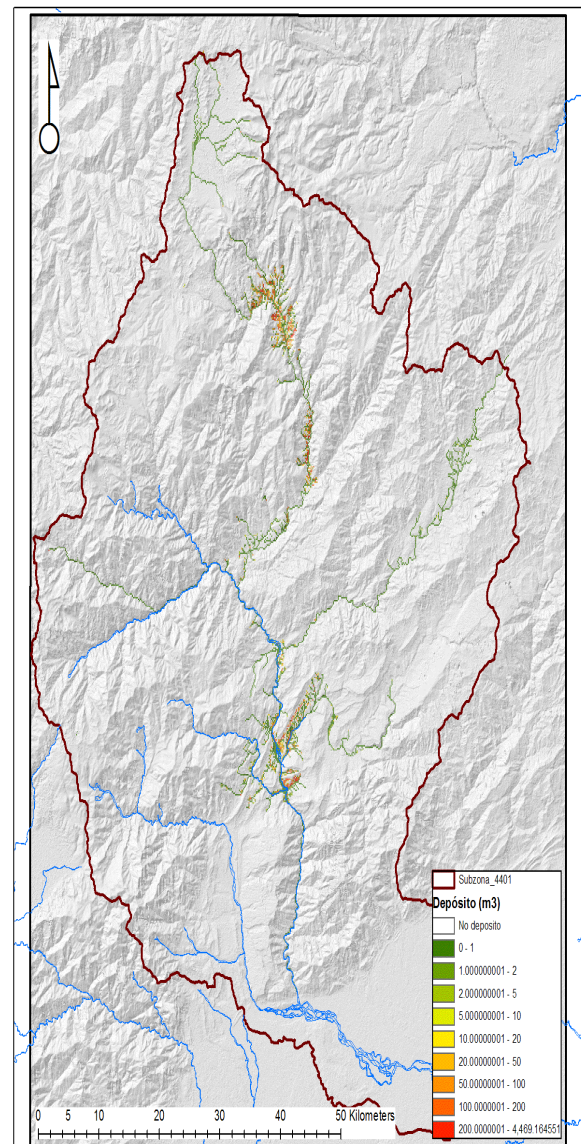 Subzona_4401
Depósito (m3)
No deposito
0 - 1
1.000000001 - 2
2.000000001 - 5
5.00000001 - 10
10.00000001 - 20
20.00000001 - 50
50.00000001 - 100
100.0000001 - 200
200.0000001 - 4,469.164551
0 5 10 20 30 40 50 Kilometers